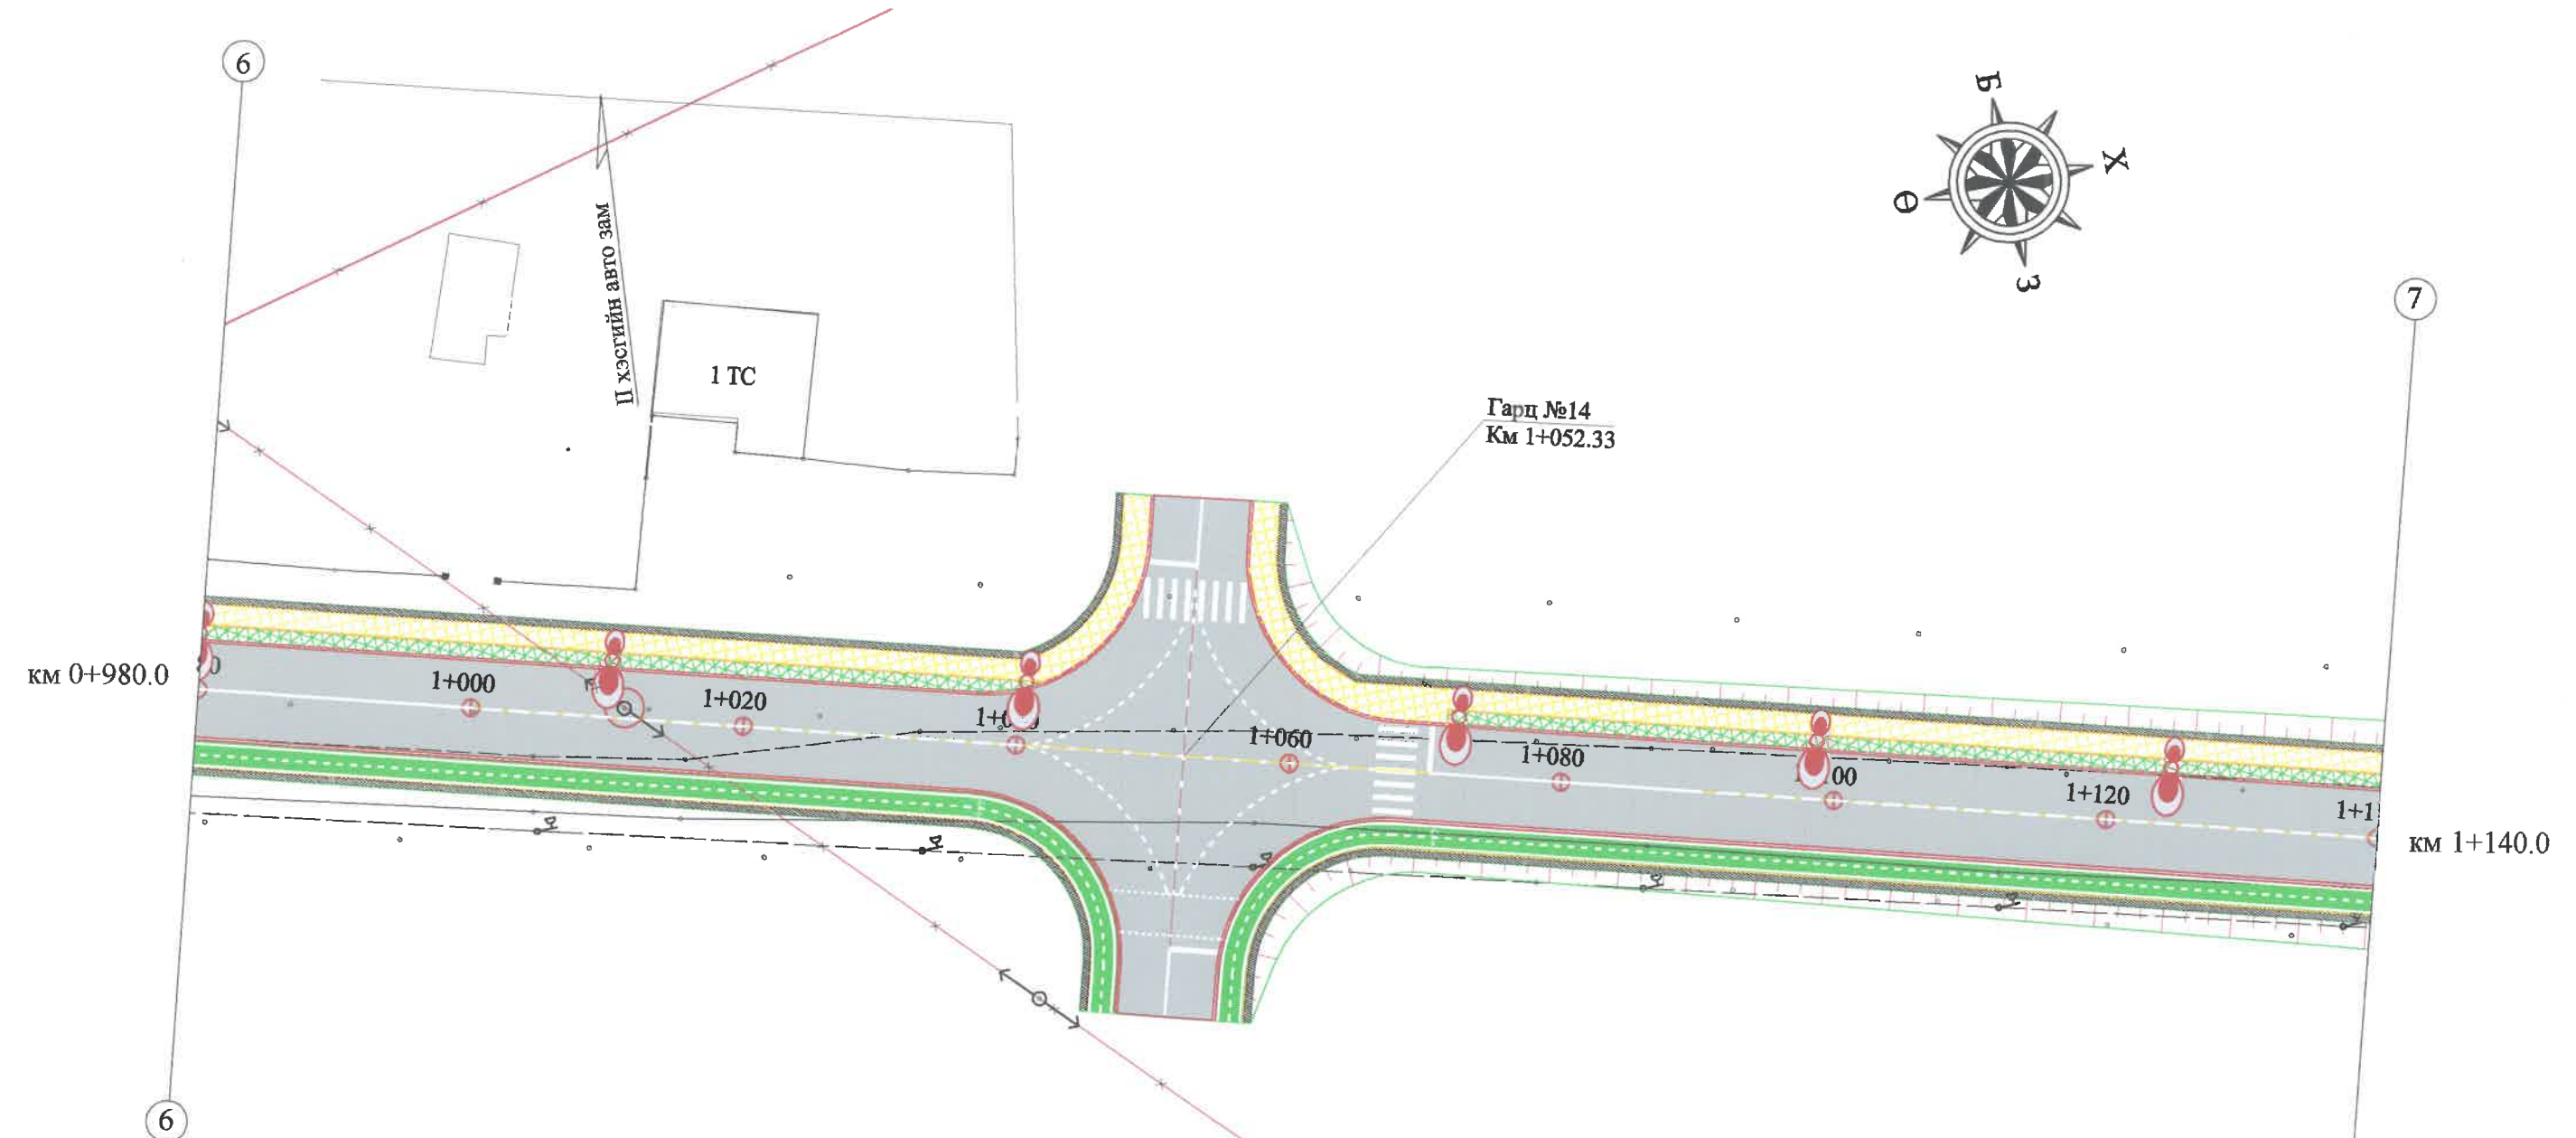 6
Б
Х
Ө
З
7
II хэсгийн авто зам
1 ТС
Гарц №14
Км 1+052.33
км 0+980.0
1+000
1+020
1+060
1+080
1+120
км 1+140.0
6